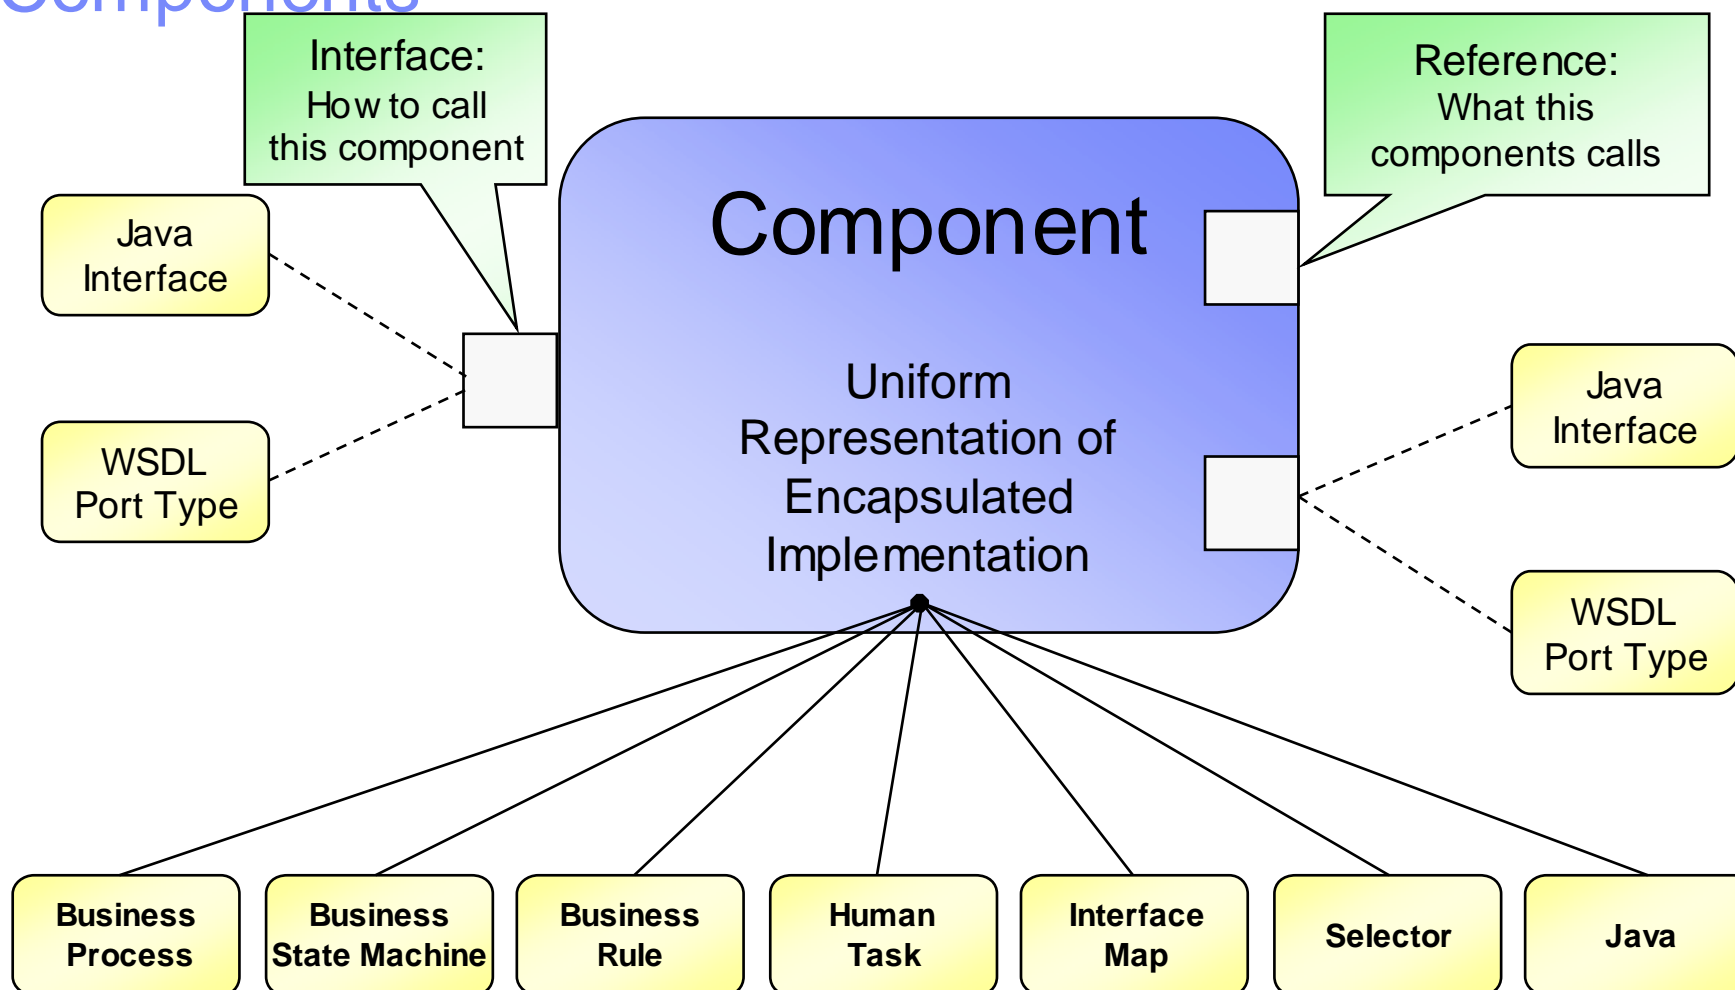 Components
Interface:
How to call
this component
Reference:
What this
components calls
Component
Uniform
Representation of
Encapsulated
Implementation
Java
Interface
WSDL
Port Type
Java
Interface
WSDL
Port Type
Business
Process
Business
State Machine
Business
Rule
Human
Task
Interface
Map
Selector
Java